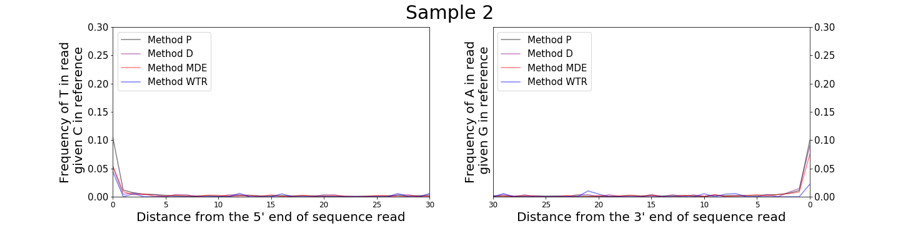 Sample 2
Frequency of T in read
given C in reference
0.30
0.25
0.20
0.15
0.10
0.05
0.00
Method P
Method D
Method MDE
Method WTR
0 5 10 15 20 25 30
Distance from the 5' end of sequence read
Frequency of A in read
given G in reference
Method P
Method D
Method MDE
Method WTR
0.30
0.25
0.20
0.15
0.10
0.05
0.00
30 25 20 15 10 5 0
Distance from the 3' end of sequence read